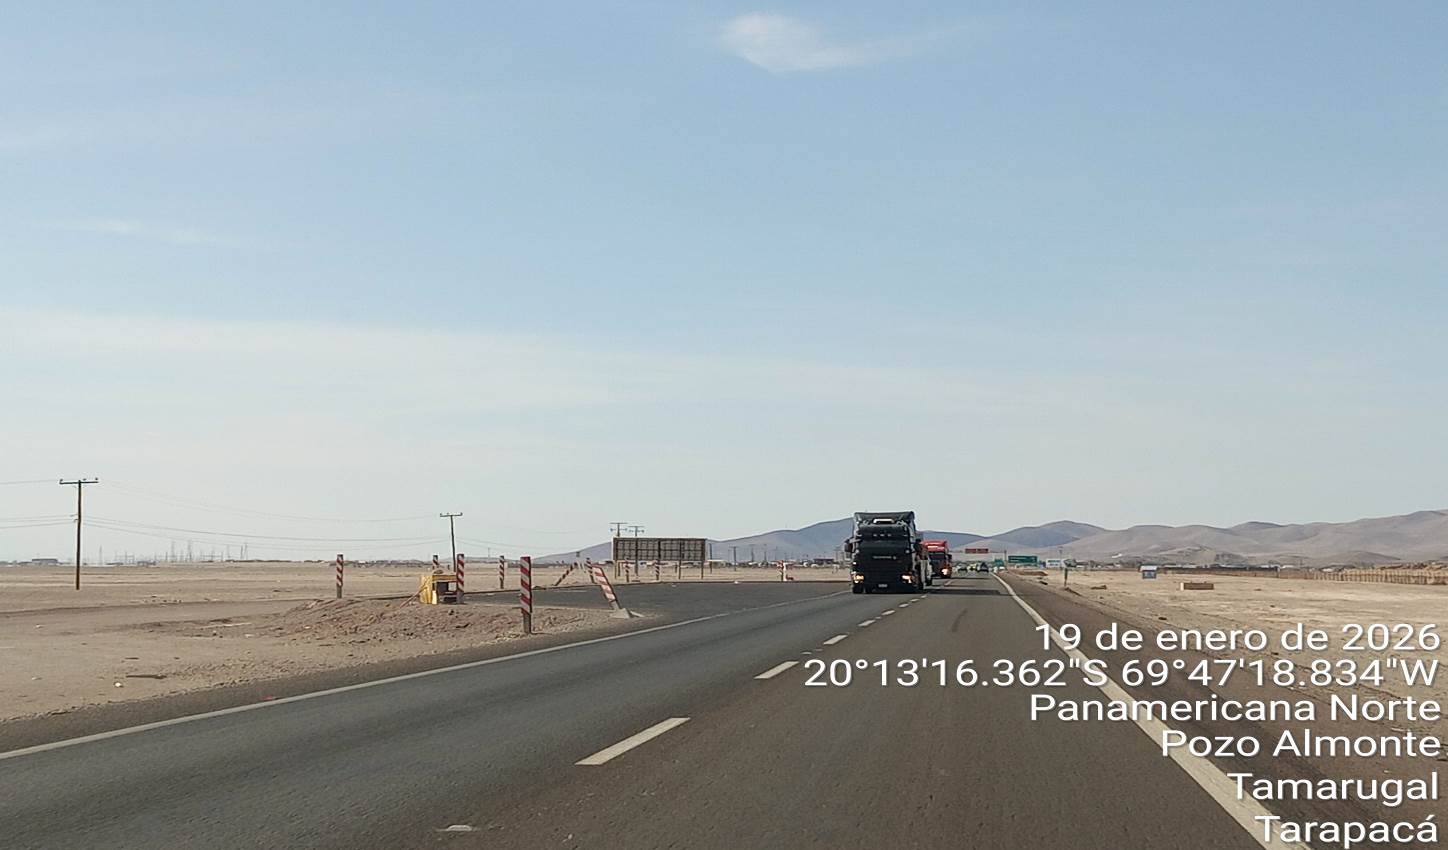 19 de enero de 2026
20°13'16.362"S 69°47'18.834"W
Panamericana Norte
Pozo Almonte
Tamarugal
Tarapacá